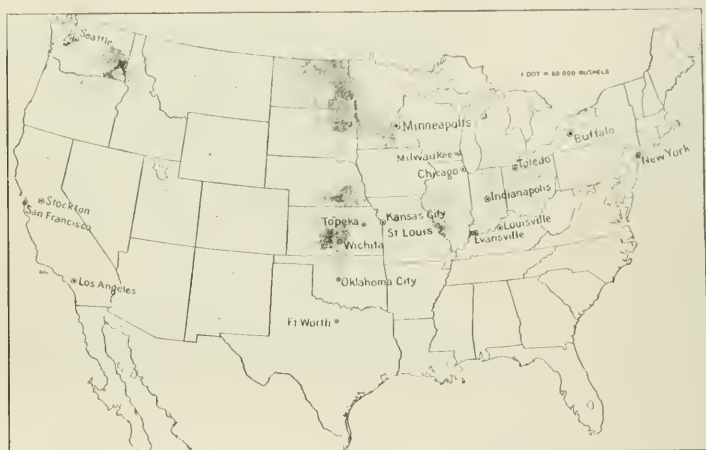 Seattle
1 DOT = 50 000 BUSHELS
Minneapolis
Buffalo
Milwaukee
Toledo
New York
Chicago
Indianapolis
Stockton
San Francisco
Topeka
Kansas City
St Louis
Louisville
Evansville
Wichita
Los Angeles
Oklahoma City
Ft Worth